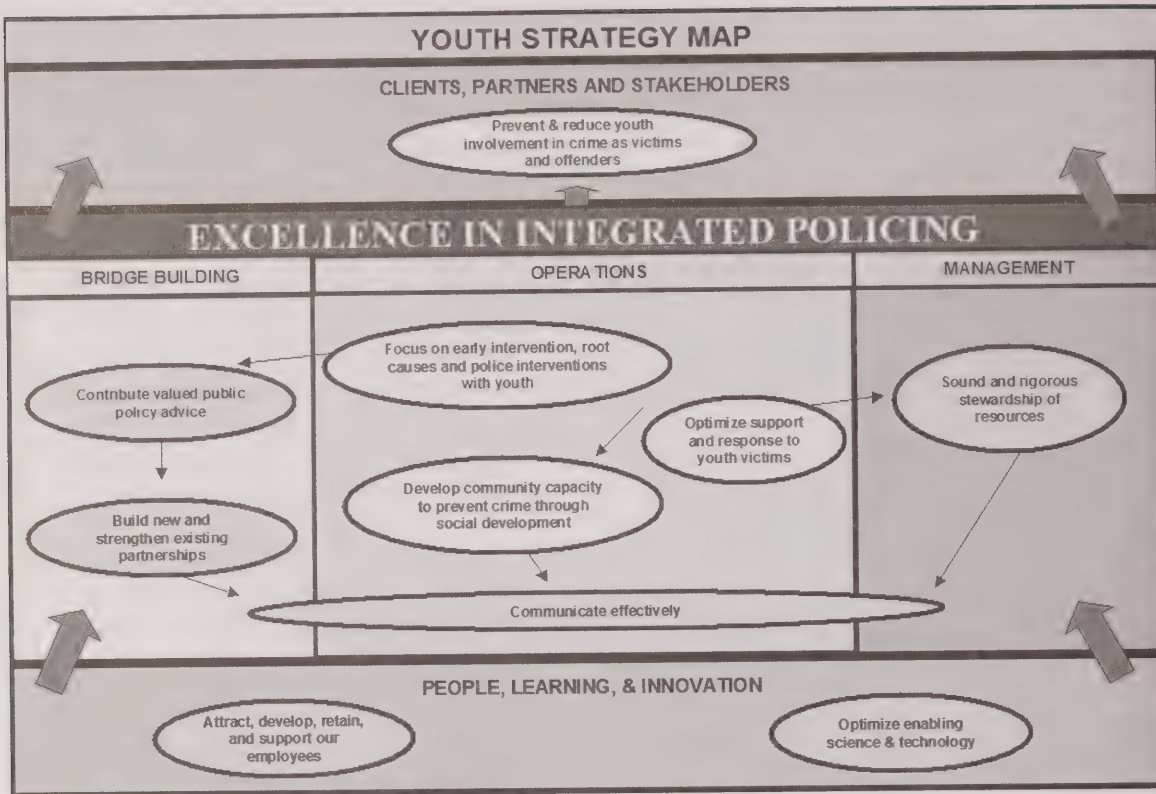 YOUTH STRATEGY MAP
CLIENTS, PARTNERS AND STAKEHOLDERS
Prevent & reduce youth
involvement in crime as victims
and offenders
EXCELLENCE IN INTEGRATED POLICING
BRIDGE BUILDING
OPERATIONS
MANAGEMENT
Focus on early intervention, root
causes and police interventions
with youth
Contribute valued public
policy advice
Sound and rigorous
stewardship of
resources
Optimize support
and response to
youth victims
Develop community capacity
to prevent crime through
social development
Build new and
strengthen existing
partnerships
Communicate effectively
PEOPLE, LEARNING, & INNOVATION
Attract, develop, retain,
and support our
employees
Optimize enabling
science & technology